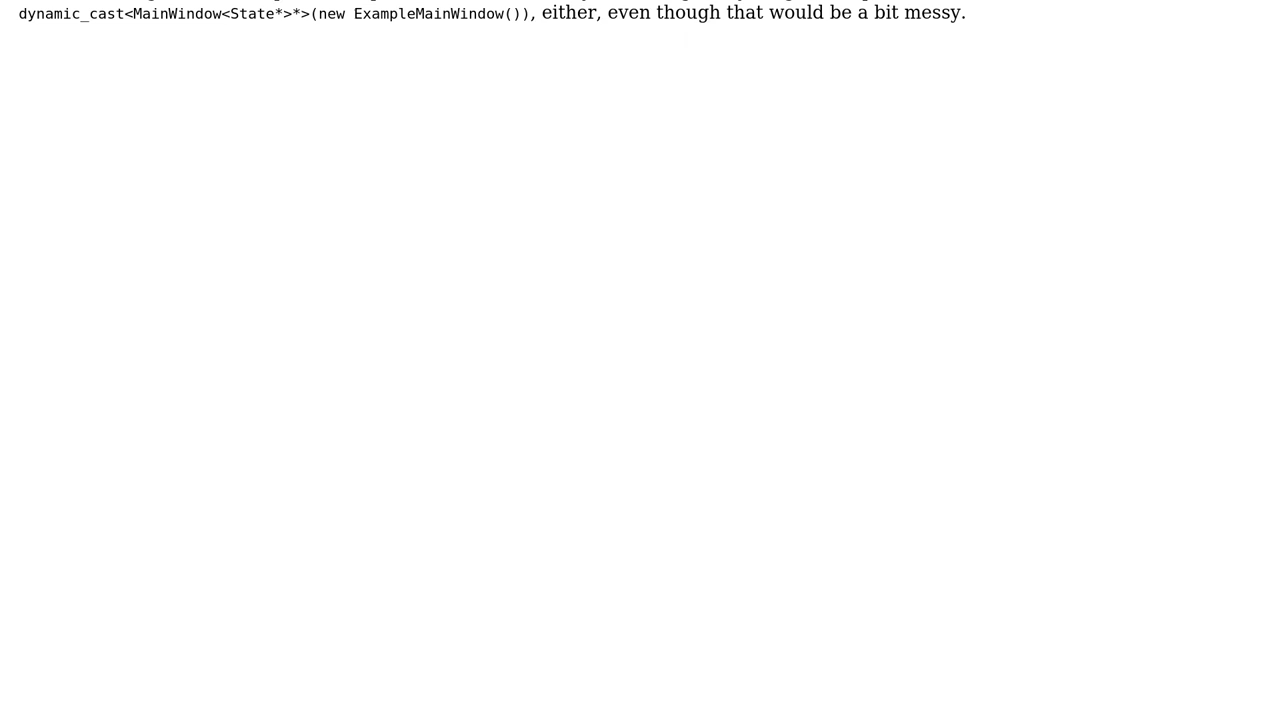 dynamic_cast<MainWindow<State*>*>(new ExampleMainWindow()), either, even though that would be a bit messy.